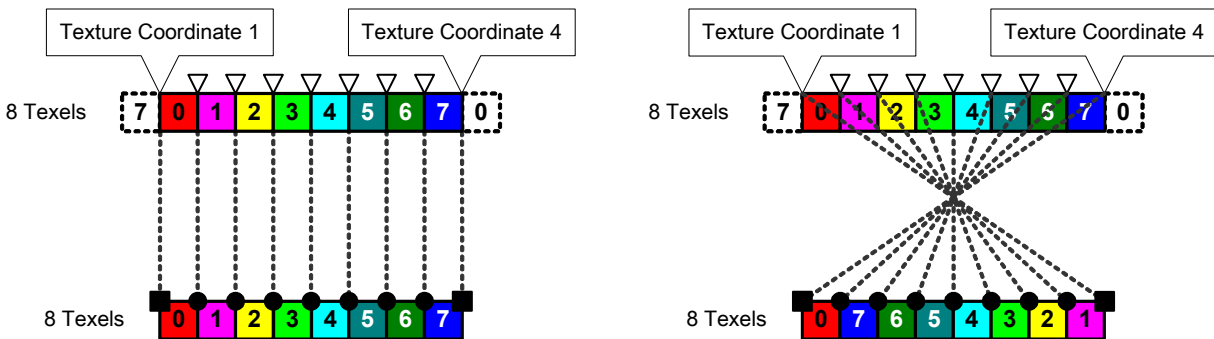 Texture Coordinate 1 Texture Coordinate 4 Texture Coordinate 1 Texture Coordinate 4
8 Texels 7 0 1 2 3 4 5 6 7 0 8 Texels 7 0 1 2 3 4 5 6 7 0
8 Texels 0 1 2 3 4 5 6 7 8 Texels 0 7 6 5 4 3 2 1